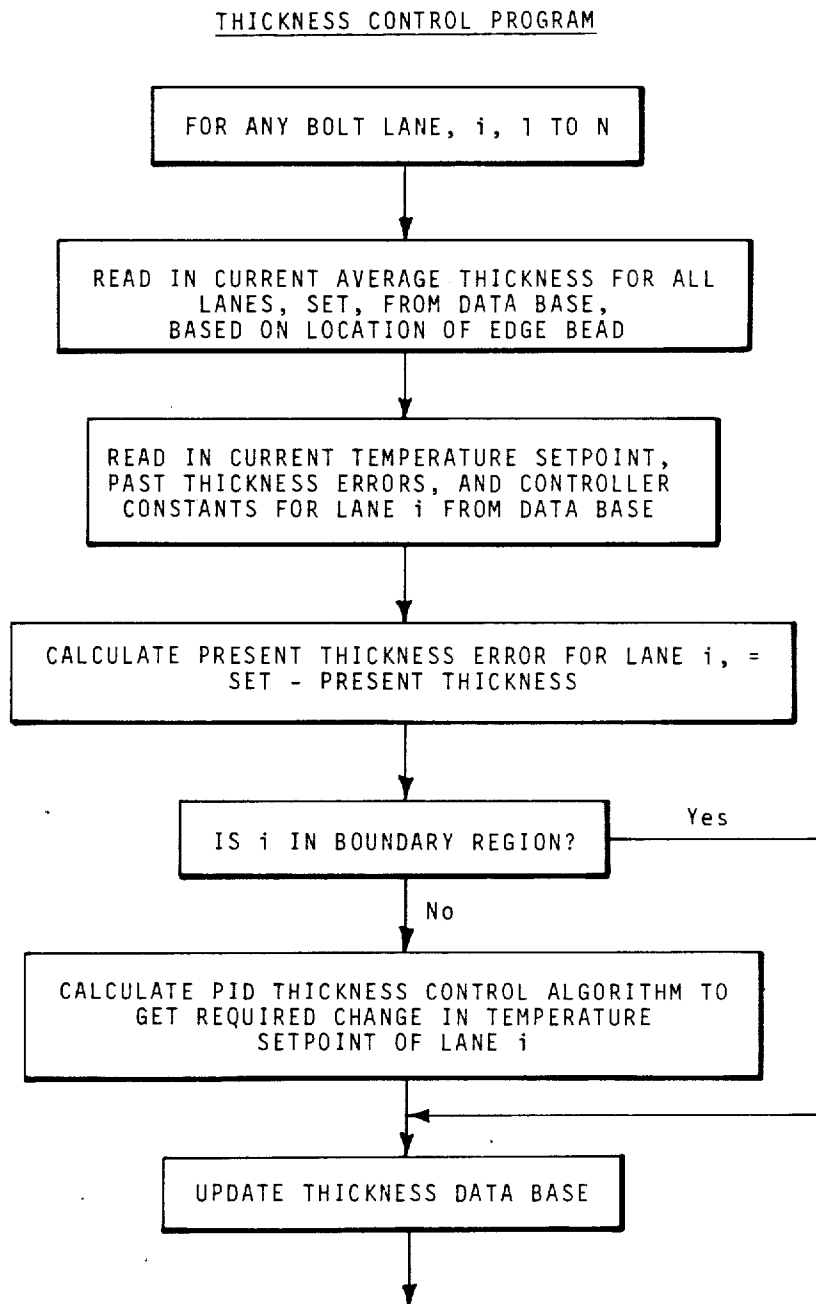 THICKNESS CONTROL PROGRAM
FOR ANY BOLT LANE, i, 1 TO N
READ IN CURRENT AVERAGE THICKNESS FOR ALL
LANES, SET, FROM DATA BASE,
BASED ON LOCATION OF EDGE BEAD
READ IN CURRENT TEMPERATURE SETPOINT,
PAST THICKNESS ERRORS, AND CONTROLLER
CONSTANTS FOR LANE i FROM DATA BASE
CALCULATE PRESENT THICKNESS ERROR FOR LANE i, =
SET - PRESENT THICKNESS
IS i IN BOUNDARY REGION?
Yes
No
CALCULATE PID THICKNESS CONTROL ALGORITHM TO
GET REQUIRED CHANGE IN TEMPERATURE
SETPOINT OF LANE i
UPDATE THICKNESS DATA BASE